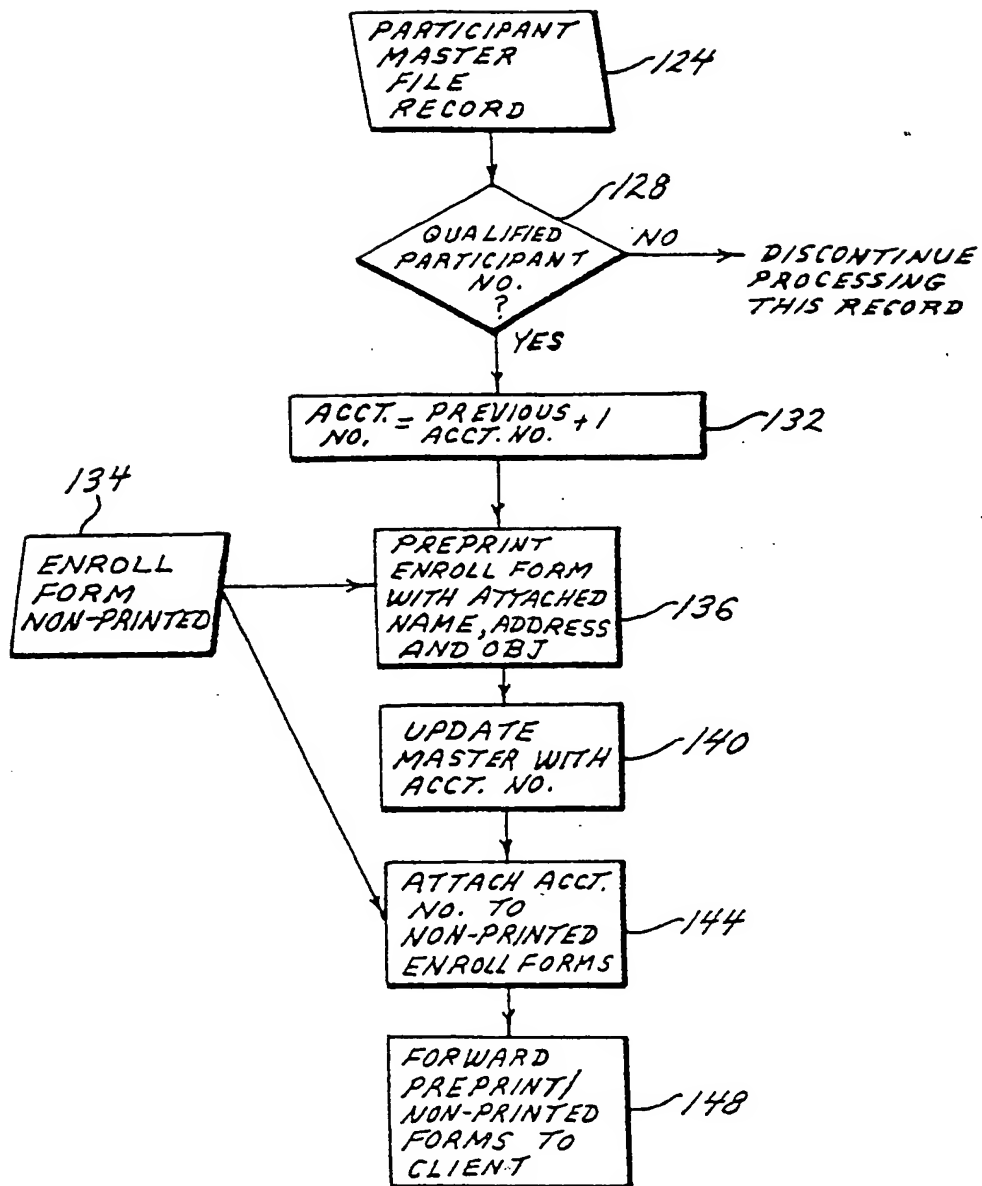 PARTICIPANT
MASTER
FILE
RECORD
124
128
QUALIFIED
PARTICIPANT
NO.
?
NO
DISCONTINUE
PROCESSING
THIS RECORD
YES
ACCT. NO. = PREVIOUS ACCT. NO. + 1
132
134
ENROLL
FORM
NON-PRINTED
PREPRINT
ENROLL FORM
WITH ATTACHED
NAME, ADDRESS
AND OBJ
136
UPDATE
MASTER WITH
ACCT. NO.
140
ATTACH ACCT.
NO. TO
NON-PRINTED
ENROLL FORMS
144
FORWARD
PREPRINT/
NON-PRINTED
FORMS TO
CLIENT
148